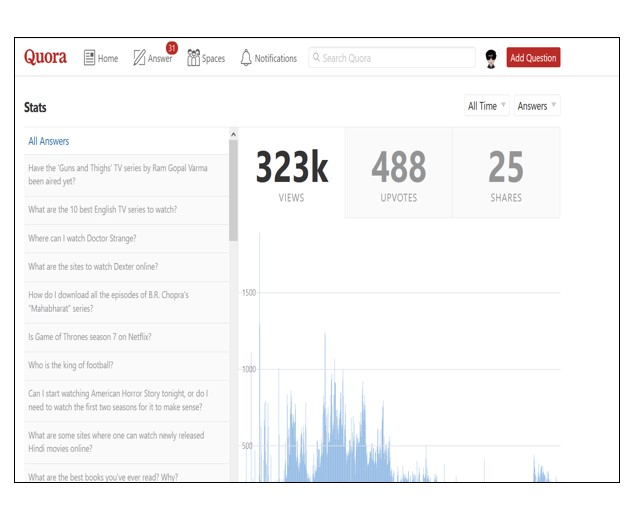 Quora Home Answer 31 Spaces Notifications Search Quora Add Question
Stats
All Time Answers
All Answers
Have the 'Guns and Thighs' TV series by Ram Gopal Varma
been aired yet?
What are the 10 best English TV series to watch?
Where can I watch Doctor Strange?
What are the sites to watch Dexter online?
How do I download all the episodes of B.R. Chopra's
"Mahabharat" series?
Is Game of Thrones season 7 on Netflix?
Who is the king of football?
Can I start watching American Horror Story tonight, or do I
need to watch the first two seasons for it to make sense?
What are some sites where one can watch newly released
Hindi movies online?
What are the best books you've ever read? Why?
323k 488 25
VIEWS UPVOTES SHARES
1500
1000
500